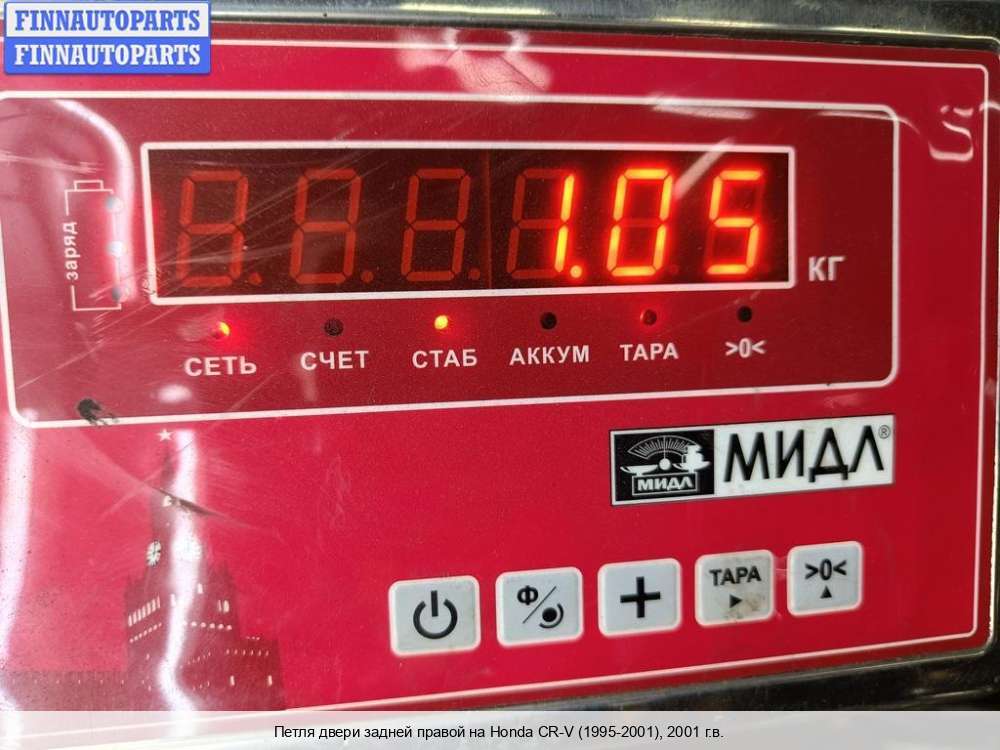 FINNAUTOPARTS
FINNAUTOPARTS
заряд
1.05
КГ
СЕТЬ СЧЕТ СТАБ АККУМ ТАРА >0<
МИДЛ МИДЛ®
Ф
+
ТАРА >0<
Петля двери задней правой на Honda CR-V (1995-2001), 2001 г.в.